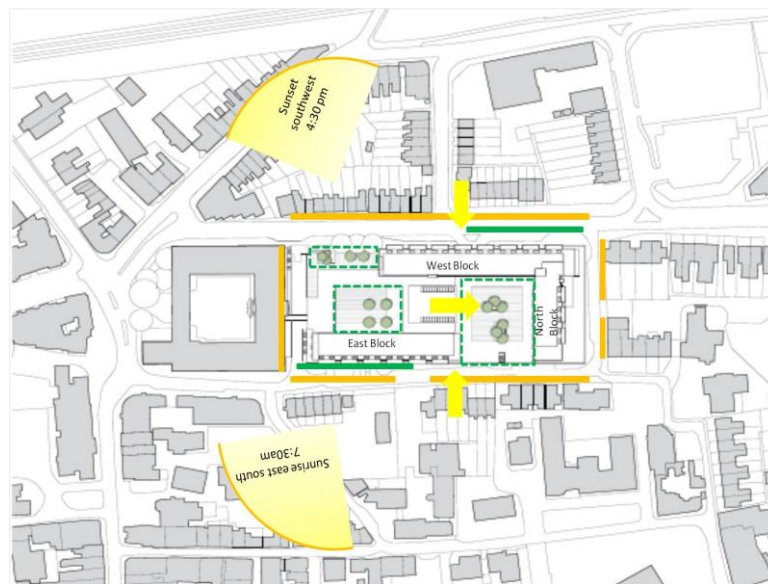 Sunset
southwest
4:30 pm
West Block
North
Block
East Block
Sunrise east south
7:30am